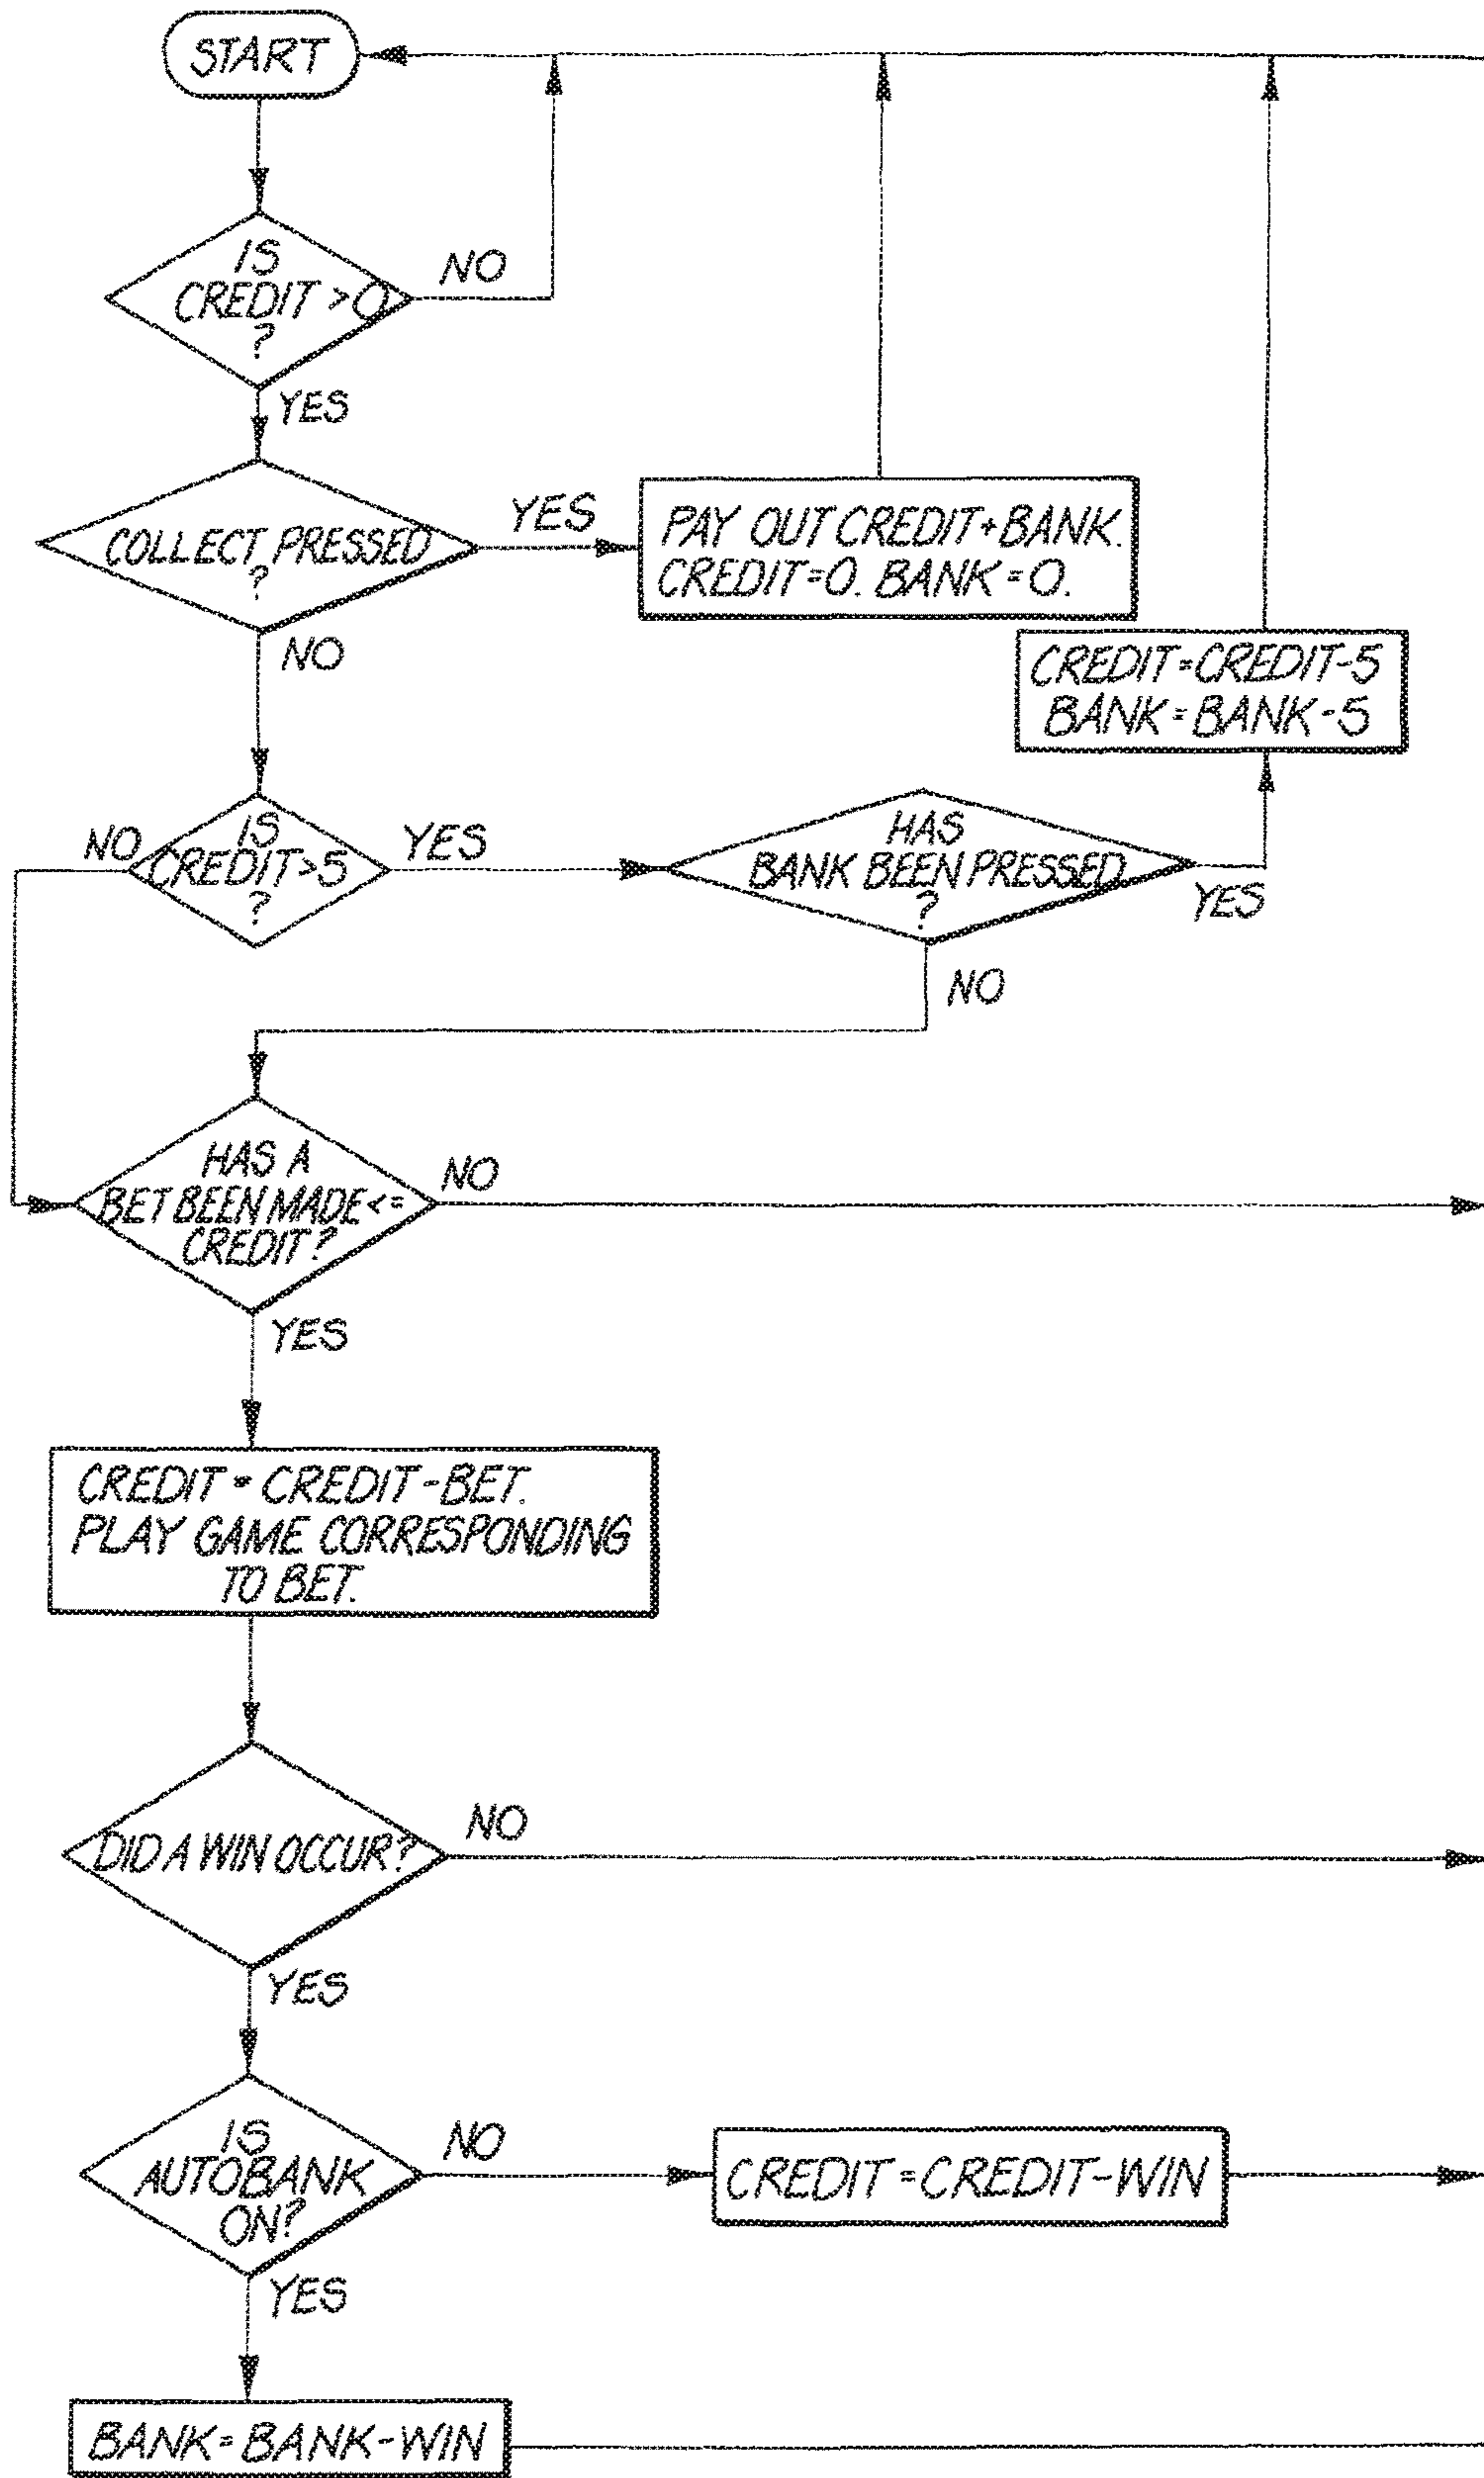 START
IS
CREDIT >0
?
NO
YES
COLLECT PRESSED
?
YES
PAY OUT CREDIT+BANK.
CREDIT=0. BANK=0.
NO
CREDIT=CREDIT-5
BANK=BANK-5
NO
IS
CREDIT>5
?
YES
HAS
BANK BEEN PRESSED
?
YES
NO
HAS A
BET BEEN MADE<=
CREDIT?
NO
YES
CREDIT = CREDIT-BET.
PLAY GAME CORRESPONDING
TO BET.
DID A WIN OCCUR?
NO
YES
IS
AUTOBANK
ON?
NO
CREDIT=CREDIT-WIN
YES
BANK=BANK-WIN